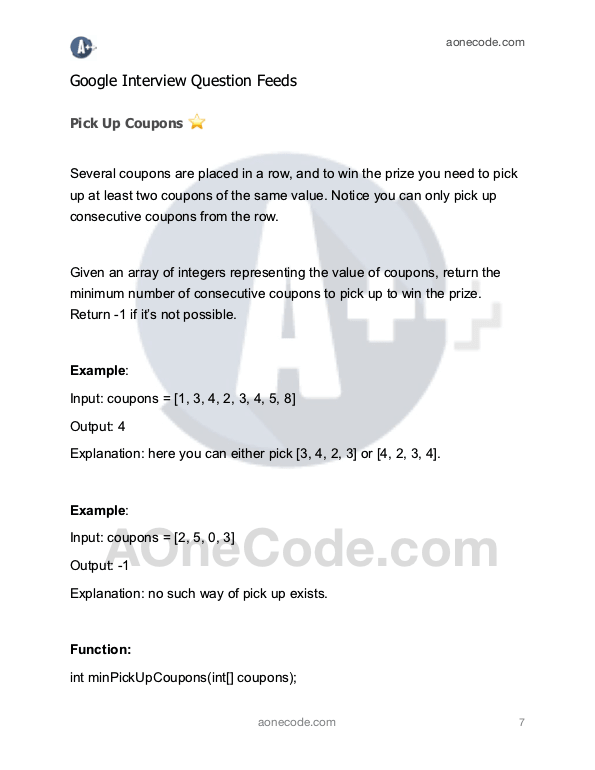 A+
aonecode.com
Google Interview Question Feeds
Pick Up Coupons
Several coupons are placed in a row, and to win the prize you need to pick
up at least two coupons of the same value. Notice you can only pick up
consecutive coupons from the row.
Given an array of integers representing the value of coupons, return the
minimum number of consecutive coupons to pick up to win the prize.
Return -1 if it's not possible.
A++
Example:
Input: coupons = [1, 3, 4, 2, 3, 4, 5, 8]
Output: 4
Explanation: here you can either pick [3, 4, 2, 3] or [4, 2, 3, 4].
Example:
Input: coupons = [2, 5, 0, 3]
AOneCode.com
Output: -1
Explanation: no such way of pick up exists.
Function:
int minPickUpCoupons(int[] coupons);
aonecode.com
7